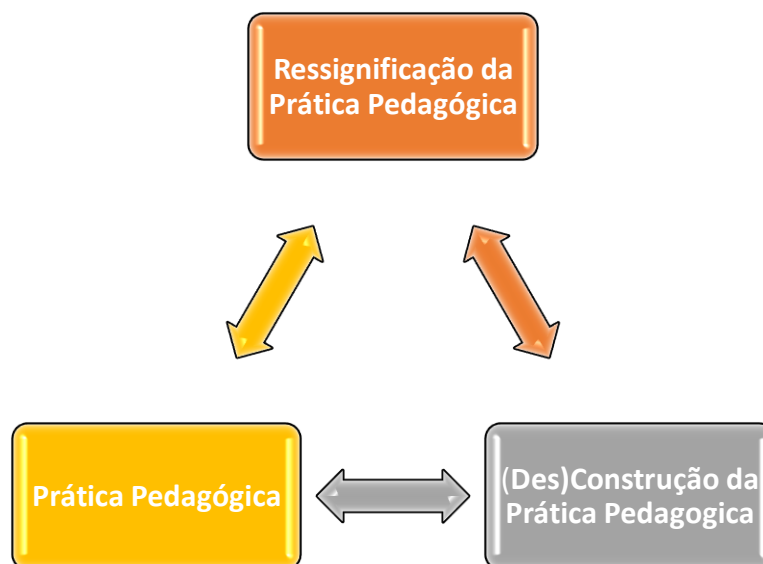 Ressignificação da
Prática Pedagógica
Prática Pedagógica
(Des)Construção da
Prática Pedagogica